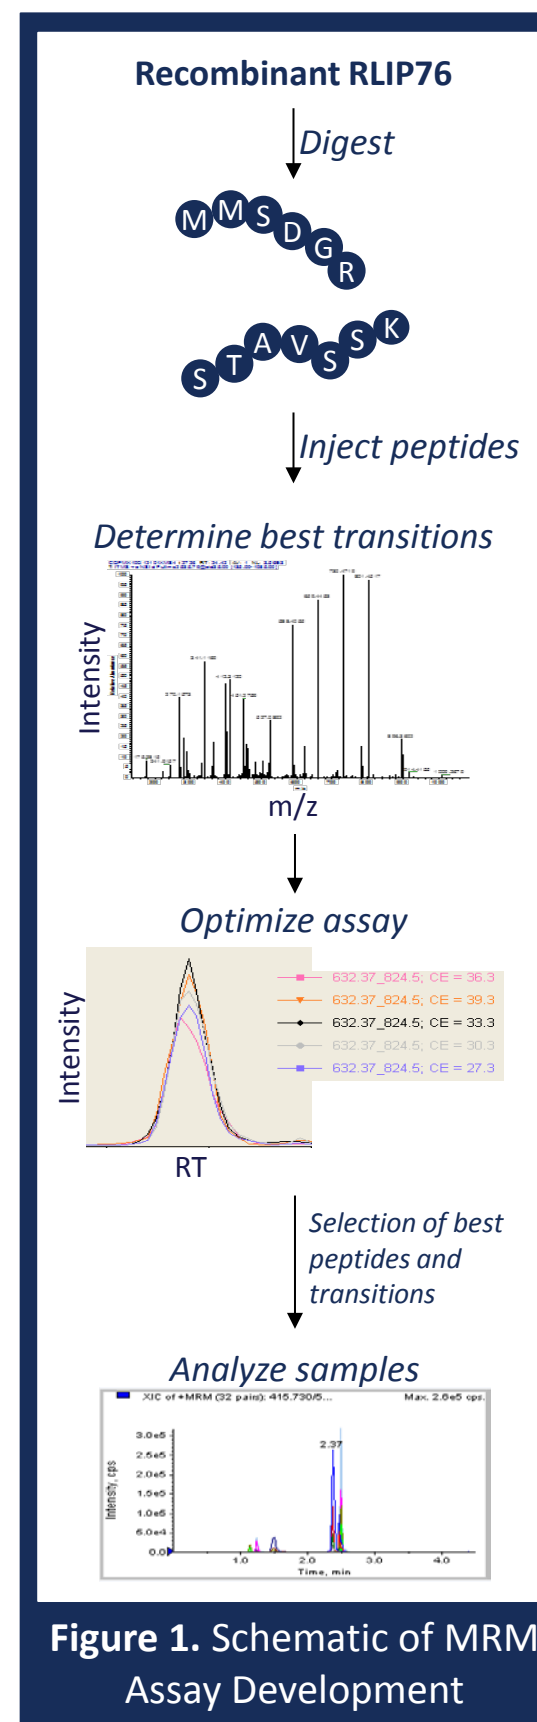 Recombinant RLIP76
Digest
M M S D G R
S T A V S S K
Inject peptides
Determine best transitions
Intensity
m/z
Optimize assay
Intensity
632.37_824.5; CE = 36.3
632.37_824.5; CE = 39.3
632.37_824.5; CE = 33.3
632.37_824.5; CE = 30.3
632.37_824.5; CE = 27.3
RT
Selection of best
peptides and
transitions
Analyze samples
XIC of +MRM (32 pairs): 415.730/5... Max. 2.6e5 cps.
Intensity, cps
3.0e5
2.37
2.5e5
2.0e5
1.5e5
1.0e5
5.0e4
0.0
1.0 2.0 3.0 4.0
Time, min
Figure 1. Schematic of MRM
Assay Development